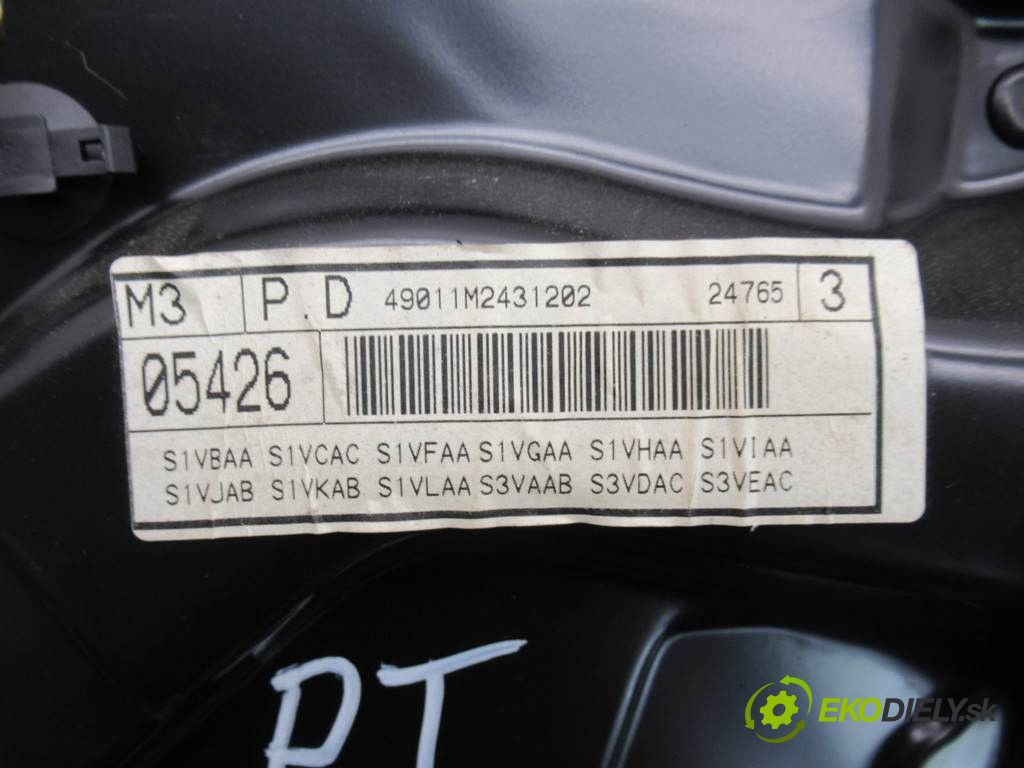 M3 P.D 49011M2431202 24765 3
05426
S1VBAA S1VCAC S1VFAA S1VGAA S1VHAA S1VIAA
S1VJAB S1VKAB S1VLAA S3VAAB S3VDAC S3VEAC
PT
EKODIELY.sk